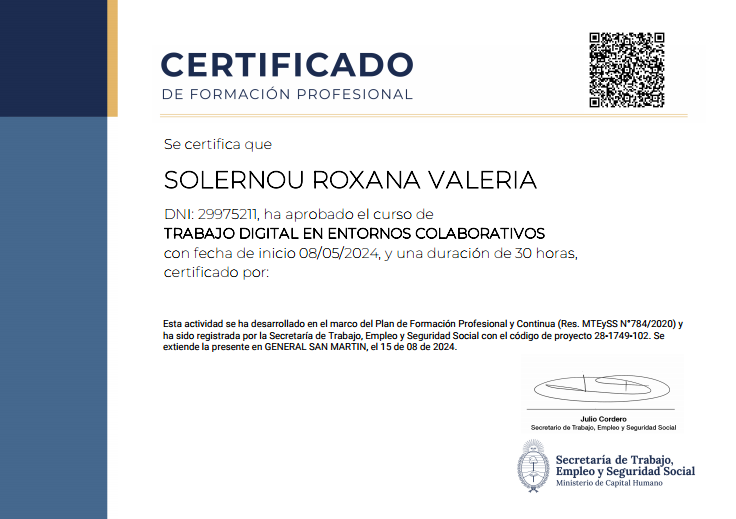 CERTIFICADO
DE FORMACIÓN PROFESIONAL
Se certifica que
SOLERNOU ROXANA VALERIA
DNI: 29975211, ha aprobado el curso de
TRABAJO DIGITAL EN ENTORNOS COLABORATIVOS
con fecha de inicio 08/05/2024, y una duración de 30 horas,
certificado por:
Esta actividad se ha desarrollado en el marco del Plan de Formación Profesional y Continua (Res. MTEySS N°784/2020) y
ha sido registrada por la Secretaría de Trabajo, Empleo y Seguridad Social con el código de proyecto 28-1749-102. Se
extiende la presente en GENERAL SAN MARTIN, el 15 de 08 de 2024.
Julio Cordero
Secretario de Trabajo, Empleo y Seguridad Social
Secretaría de Trabajo,
Empleo y Seguridad Social
Ministerio de Capital Humano